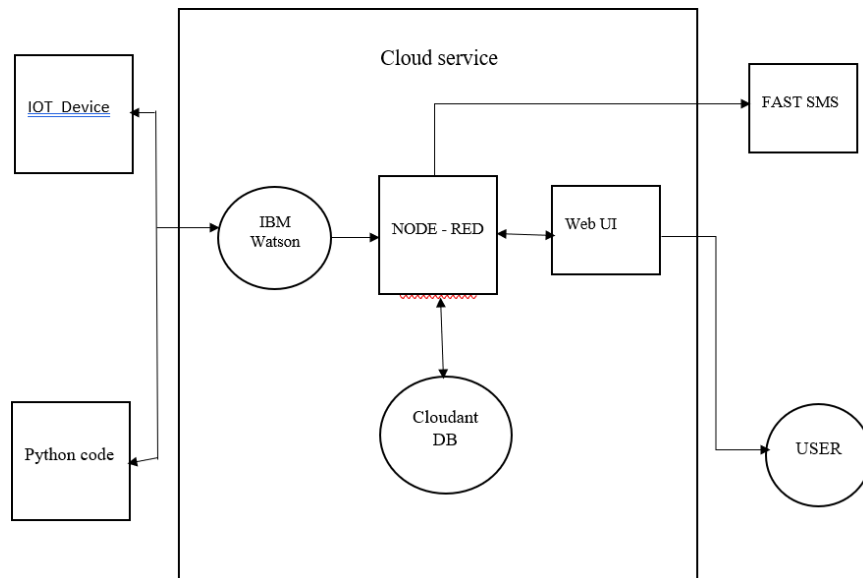 Cloud service
IOT Device
FAST SMS
IBM
Watson
NODE - RED
Web UI
Cloudant
DB
Python code
USER